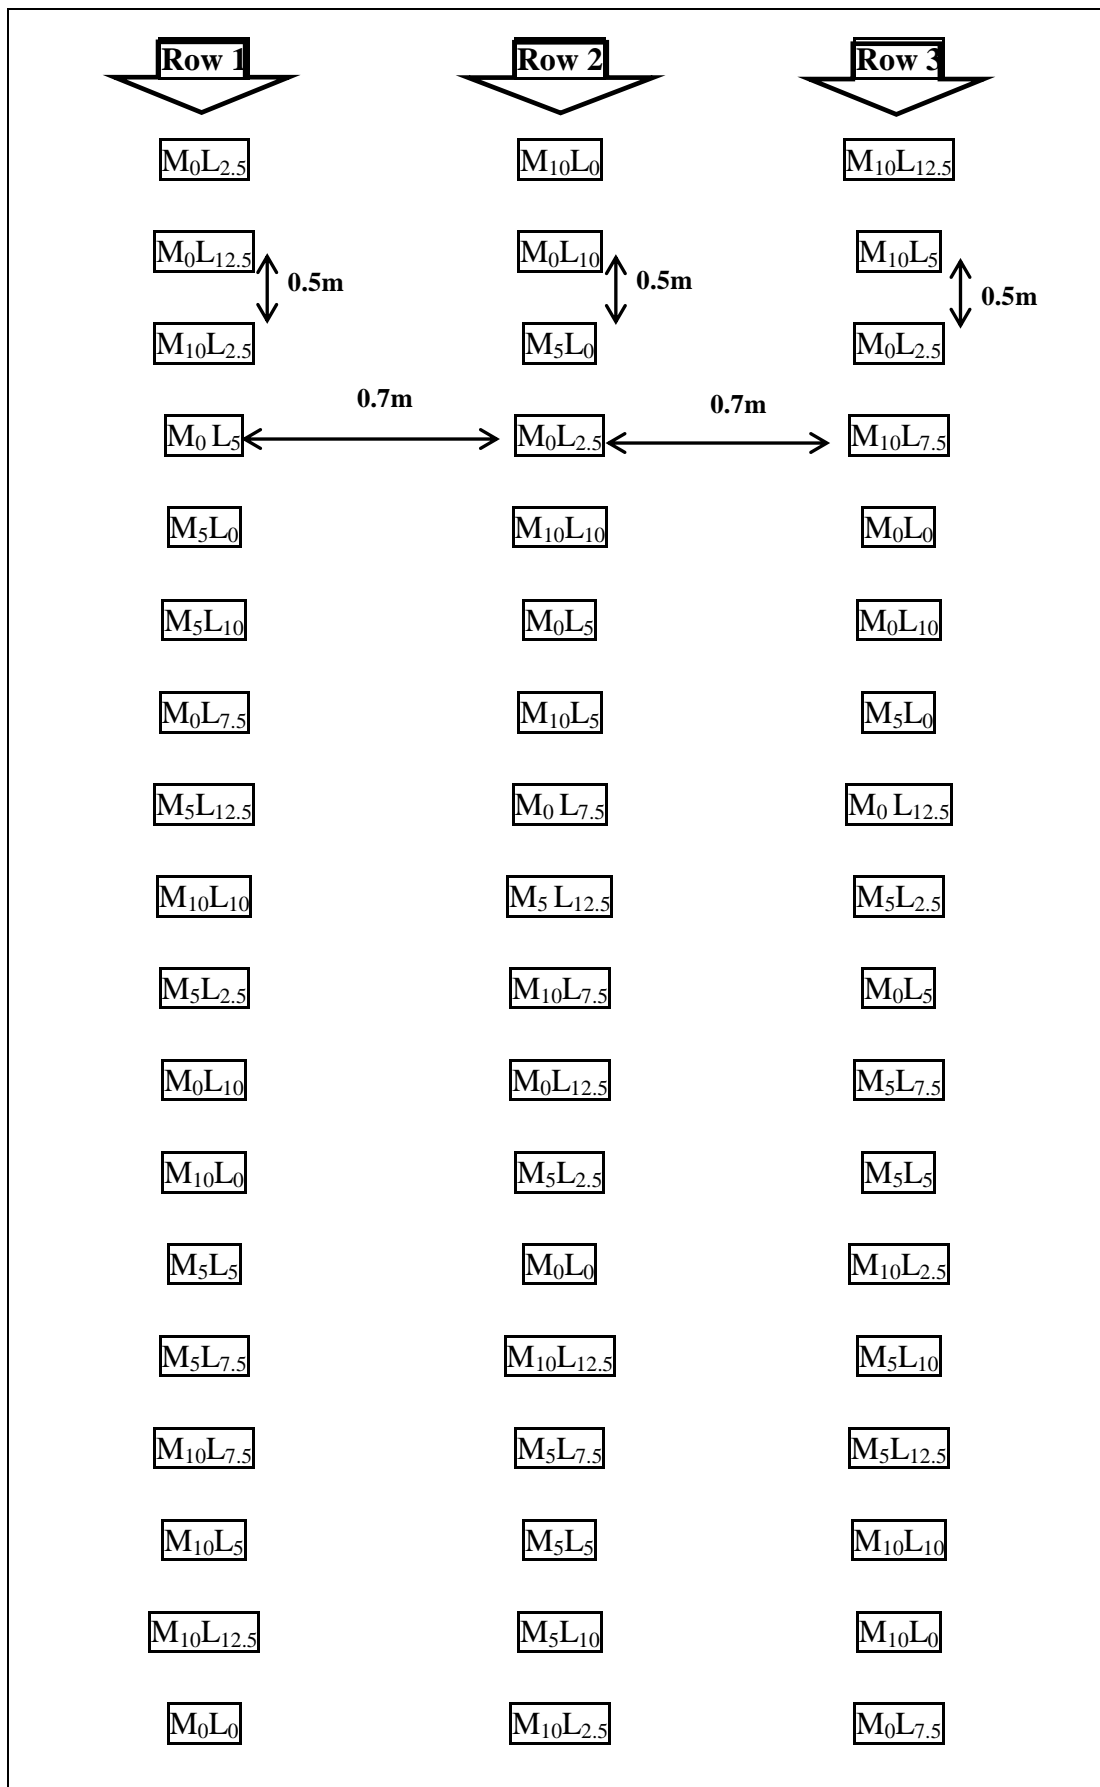 Row 1 Row 2 Row 3
M₀L₂.₅ M₁₀L₀ M₁₀L₁₂.₅
M₀L₁₂.₅ M₀L₁₀ M₁₀L₅
0.5m 0.5m 0.5m
M₁₀L₂.₅ M₅L₀ M₀L₂.₅
0.7m 0.7m
M₀ L₅ M₀L₂.₅ M₁₀L₇.₅
M₅L₀ M₁₀L₁₀ M₀L₀
M₅L₁₀ M₀L₅ M₀L₁₀
M₀L₇.₅ M₁₀L₅ M₅L₀
M₅L₁₂.₅ M₀ L₇.₅ M₀ L₁₂.₅
M₁₀L₁₀ M₅ L₁₂.₅ M₅L₂.₅
M₅L₂.₅ M₁₀L₇.₅ M₀L₅
M₀L₁₀ M₀L₁₂.₅ M₅L₇.₅
M₁₀L₀ M₅L₂.₅ M₅L₅
M₅L₅ M₀L₀ M₁₀L₂.₅
M₅L₇.₅ M₁₀L₁₂.₅ M₅L₁₀
M₁₀L₇.₅ M₅L₇.₅ M₅L₁₂.₅
M₁₀L₅ M₅L₅ M₁₀L₁₀
M₁₀L₁₂.₅ M₅L₁₀ M₁₀L₀
M₀L₀ M₁₀L₂.₅ M₀L₇.₅